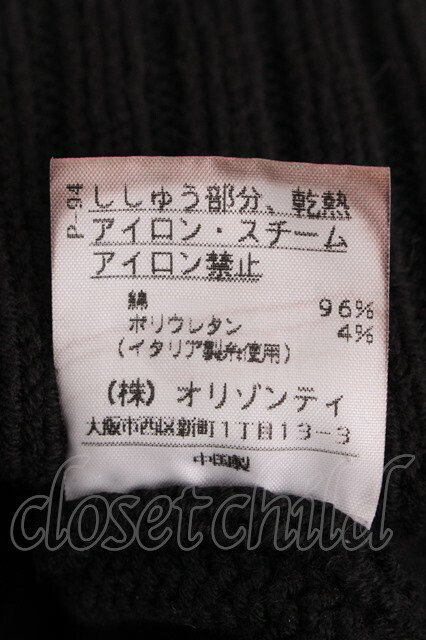 P-94
ししゅう部分、乾熱
アイロン・スチーム
アイロン禁止
綿 96%
ポリウレタン 4%
(イタリア製糸使用)
(株) オリゾンティ
大阪市西区新町1丁目13-3
中国製
closetchild